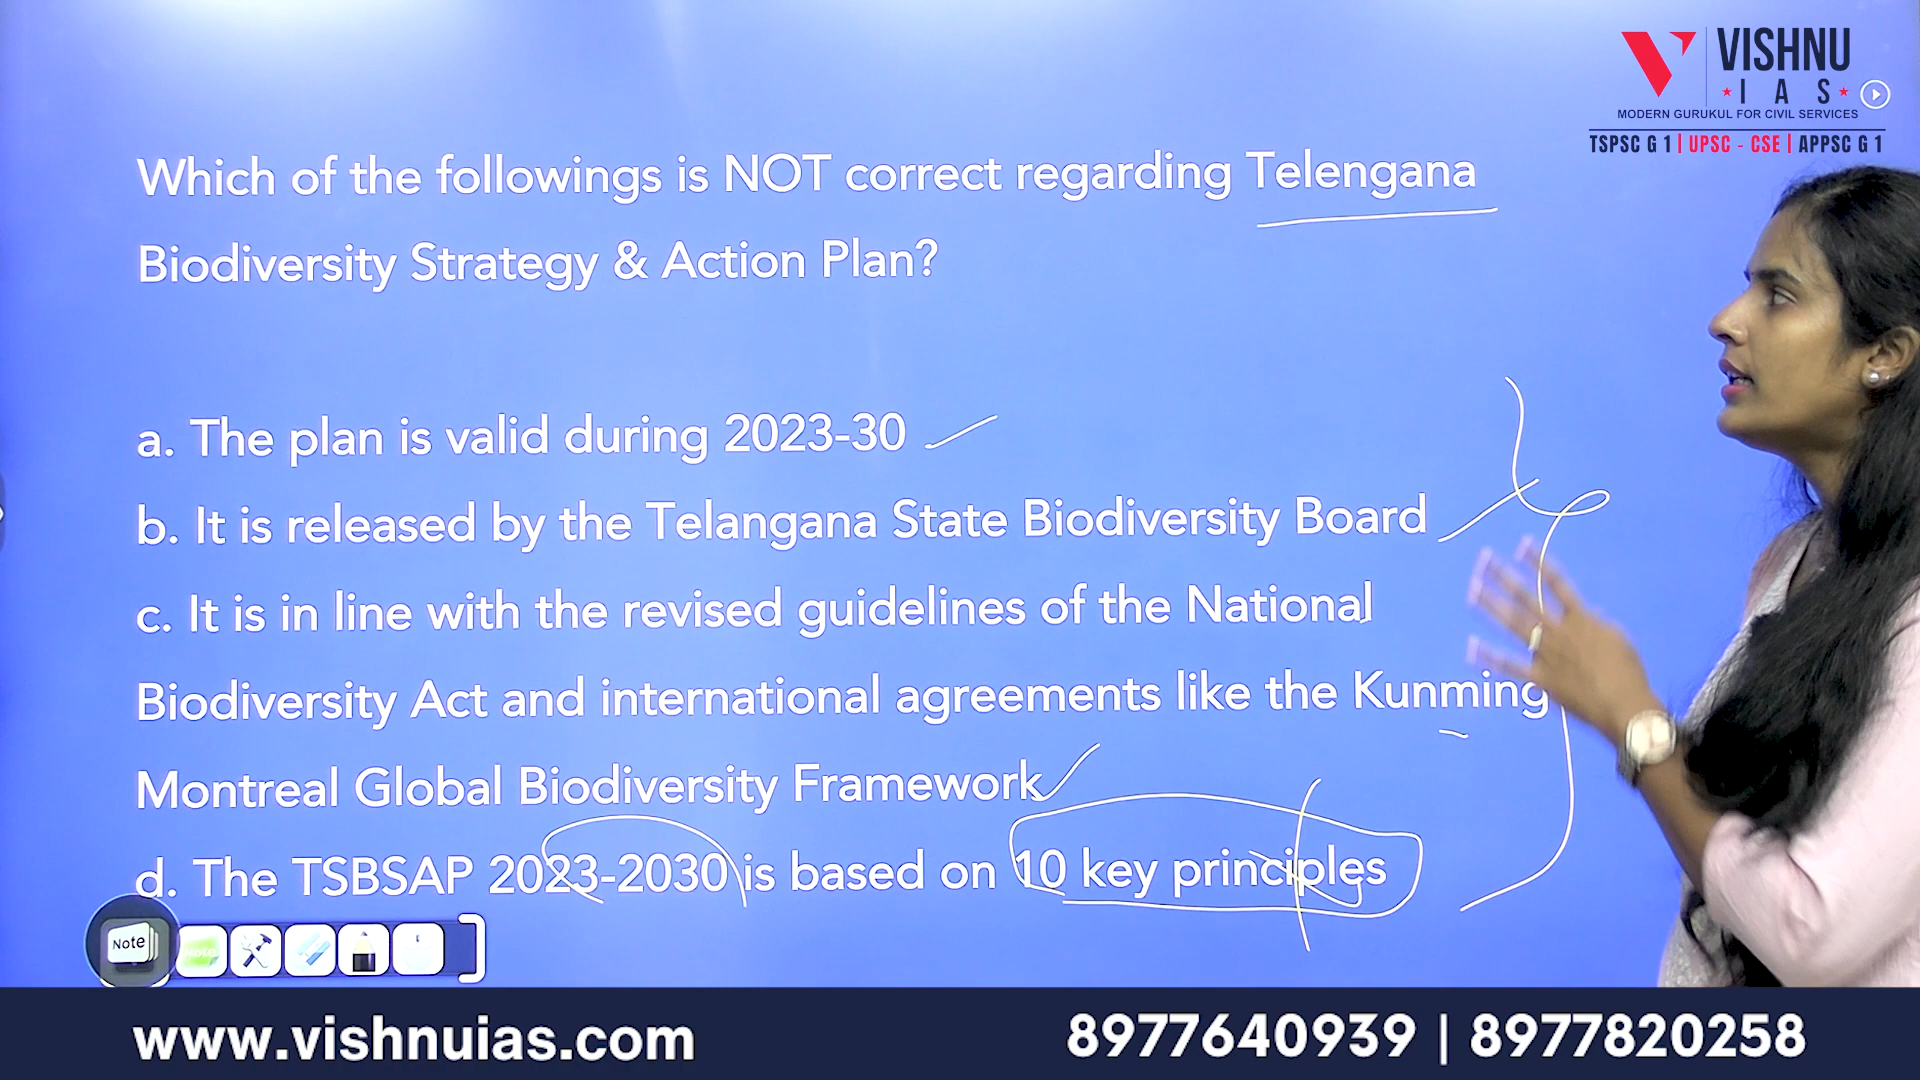 VISHNU
IAS
MODERN GURUKUL FOR CIVIL SERVICES
TSPSC G 1 | UPSC - CSE | APPSC G 1
Which of the followings is NOT correct regarding Telengana
Biodiversity Strategy & Action Plan?
a. The plan is valid during 2023-30
b. It is released by the Telangana State Biodiversity Board
c. It is in line with the revised guidelines of the National
Biodiversity Act and international agreements like the Kunming
Montreal Global Biodiversity Framework
d. The TSBSAP 2023-2030 is based on 10 key principles
Note
www.vishnuias.com
8977640939 | 8977820258